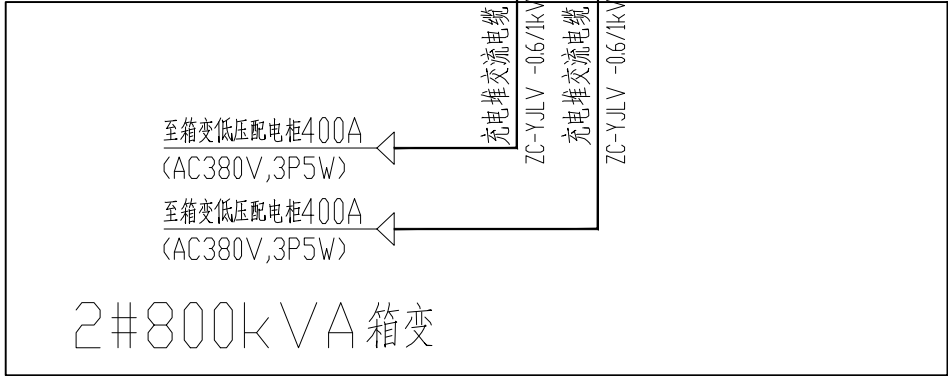 充电堆交流电缆
ZC-YJLV -0.6/1kV
充电堆交流电缆
ZC-YJLV -0.6/1kV
至箱变低压配电柜400A
(AC380V,3P5W)
至箱变低压配电柜400A
(AC380V,3P5W)
2#800kVA箱变